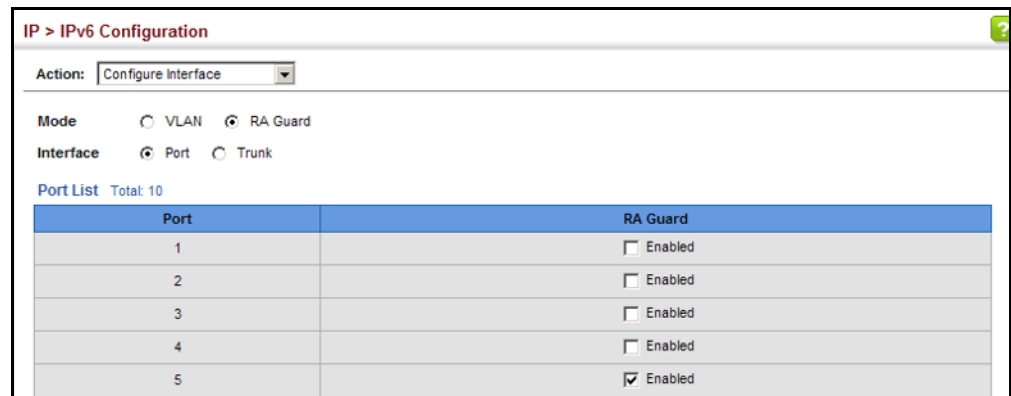 IP > IPv6 Configuration
?
Action: Configure Interface
Mode VLAN RA Guard
Interface Port Trunk
Port List Total: 10
Port RA Guard
1 Enabled
2 Enabled
3 Enabled
4 Enabled
5 Enabled